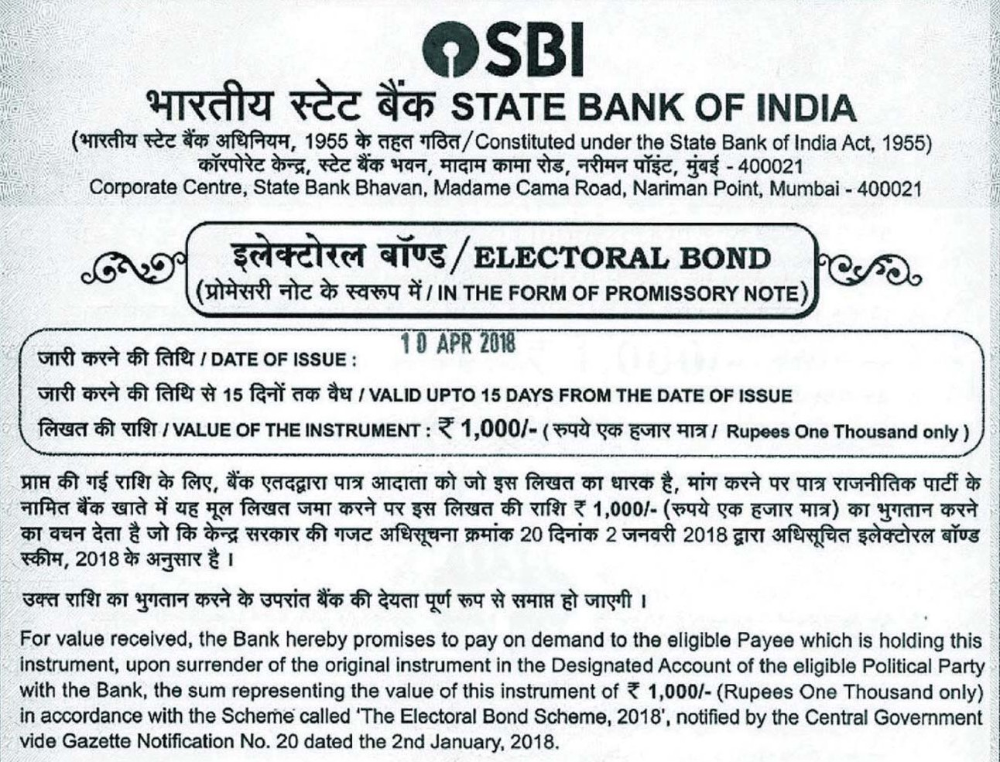 SBI
भारतीय स्टेट बैंक STATE BANK OF INDIA
(भारतीय स्टेट बैंक अधिनियम, 1955 के तहत गठित/Constituted under the State Bank of India Act, 1955)
कॉरपोरेट केन्द्र, स्टेट बैंक भवन, मादाम कामा रोड, नरीमन पॉइंट, मुंबई - 400021
Corporate Centre, State Bank Bhavan, Madame Cama Road, Nariman Point, Mumbai - 400021
इलेक्टोरल बॉण्ड/ELECTORAL BOND
(प्रोमेसरी नोट के स्वरूप में/ IN THE FORM OF PROMISSORY NOTE)
10 APR 2018
जारी करने की तिथि / DATE OF ISSUE :
जारी करने की तिथि से 15 दिनों तक वैध / VALID UPTO 15 DAYS FROM THE DATE OF ISSUE
लिखत की राशि / VALUE OF THE INSTRUMENT : ₹ 1,000/- ( रुपये एक हजार मात्र / Rupees One Thousand only )
प्राप्त की गई राशि के लिए, बैंक एतदद्वारा पात्र आदाता को जो इस लिखत का धारक है, मांग करने पर पात्र राजनीतिक पार्टी के
नामित बैंक खाते में यह मूल लिखत जमा करने पर इस लिखत की राशि ₹ 1,000/- (रुपये एक हजार मात्र) का भुगतान करने
का वचन देता है जो कि केन्द्र सरकार की गजट अधिसूचना क्रमांक 20 दिनांक 2 जनवरी 2018 द्वारा अधिसूचित इलेक्टोरल बॉण्ड
स्कीम, 2018 के अनुसार है ।
उक्त राशि का भुगतान करने के उपरांत बैंक की देयता पूर्ण रूप से समाप्त हो जाएगी ।
For value received, the Bank hereby promises to pay on demand to the eligible Payee which is holding this
instrument, upon surrender of the original instrument in the Designated Account of the eligible Political Party
with the Bank, the sum representing the value of this instrument of ₹ 1,000/- (Rupees One Thousand only)
in accordance with the Scheme called 'The Electoral Bond Scheme, 2018', notified by the Central Government
vide Gazette Notification No. 20 dated the 2nd January, 2018.